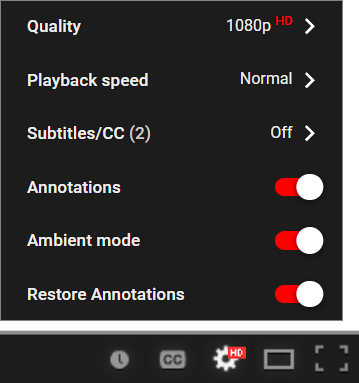 Quality 1080p HD
Playback speed Normal
Subtitles/CC (2) Off
Annotations
Ambient mode
Restore Annotations
CC HD